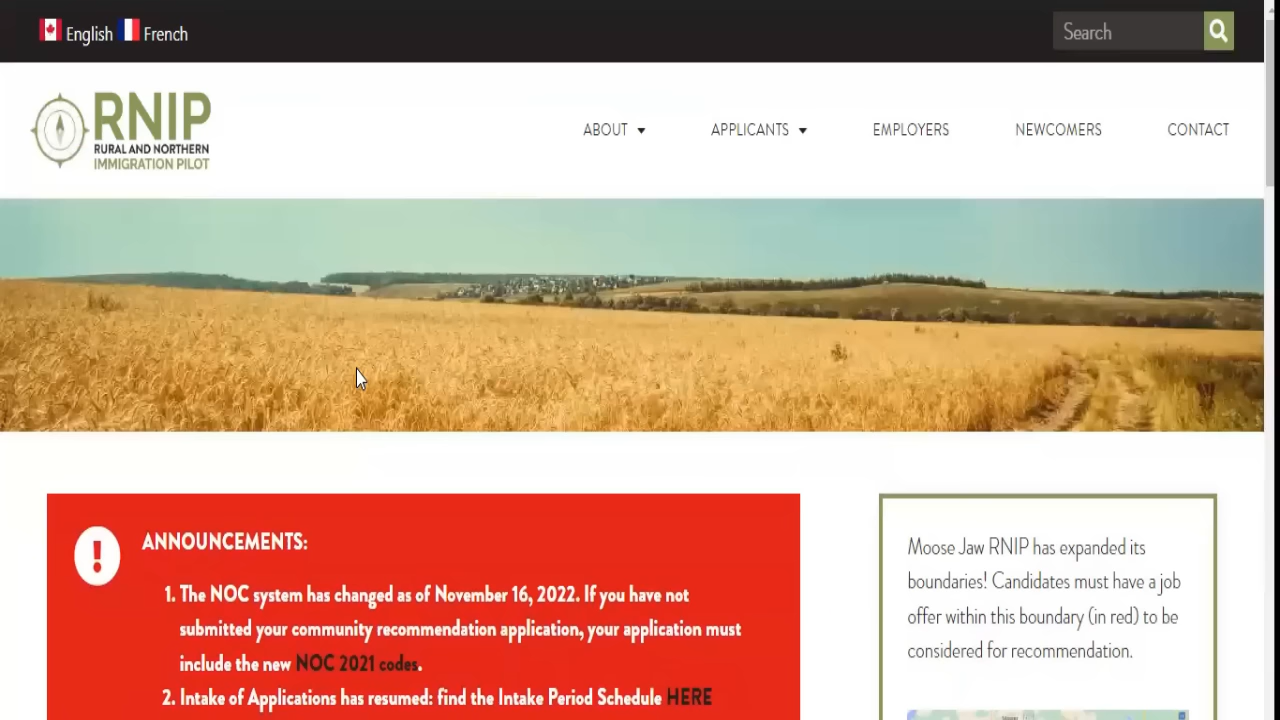 English French
Search
RNIP
RURAL AND NORTHERN
IMMIGRATION PILOT
ABOUT
APPLICANTS
EMPLOYERS
NEWCOMERS
CONTACT
ANNOUNCEMENTS:
1. The NOC system has changed as of November 16, 2022. If you have not
submitted your community recommendation application, your application must
include the new NOC 2021 codes.
2. Intake of Applications has resumed: find the Intake Period Schedule HERE
Moose Jaw RNIP has expanded its
boundaries! Candidates must have a job
offer within this boundary (in red) to be
considered for recommendation.